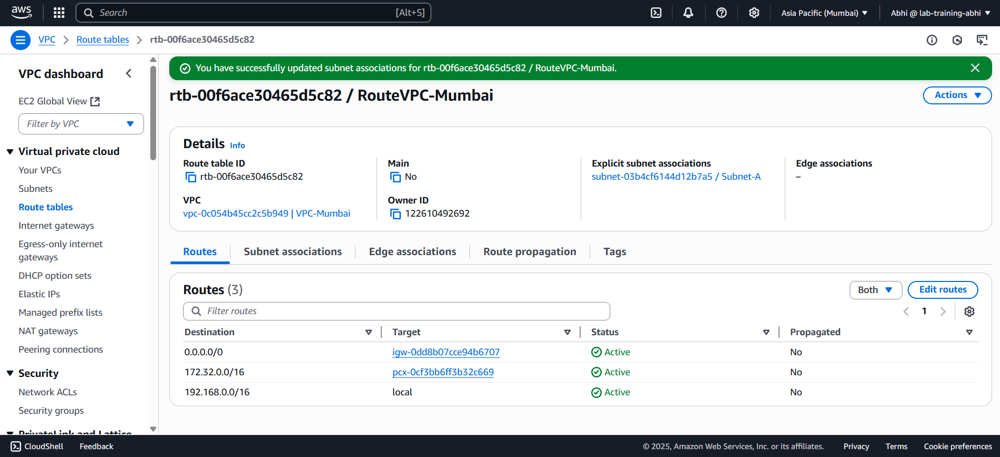 aws
Search [Alt+S]
Asia Pacific (Mumbai)
Abhi @ lab-training-abhi
VPC
Route tables
rtb-00f6ace30465d5c82
VPC dashboard
EC2 Global View
Filter by VPC
Virtual private cloud
Your VPCs
Subnets
Route tables
Internet gateways
Egress-only internet
gateways
DHCP option sets
Elastic IPs
Managed prefix lists
NAT gateways
Peering connections
Security
Network ACLs
Security groups
PrivateLink and Lattice
You have successfully updated subnet associations for rtb-00f6ace30465d5c82 / RouteVPC-Mumbai.
rtb-00f6ace30465d5c82 / RouteVPC-Mumbai
Actions
Details Info
Route table ID
rtb-00f6ace30465d5c82
Main
No
Explicit subnet associations
subnet-03b4cf6144d12b7a5 / Subnet-A
Edge associations
–
VPC
vpc-0c054b45cc2c5b949 | VPC-Mumbai
Owner ID
122610492692
Routes
Subnet associations
Edge associations
Route propagation
Tags
Routes (3)
Both
Edit routes
Filter routes
1
Destination Target Status Propagated
0.0.0.0/0 igw-0dd8b07cce94b6707 Active No
172.32.0.0/16 pcx-0cf3bb6ff3b32c669 Active No
192.168.0.0/16 local Active No
CloudShell
Feedback
© 2025, Amazon Web Services, Inc. or its affiliates.
Privacy
Terms
Cookie preferences